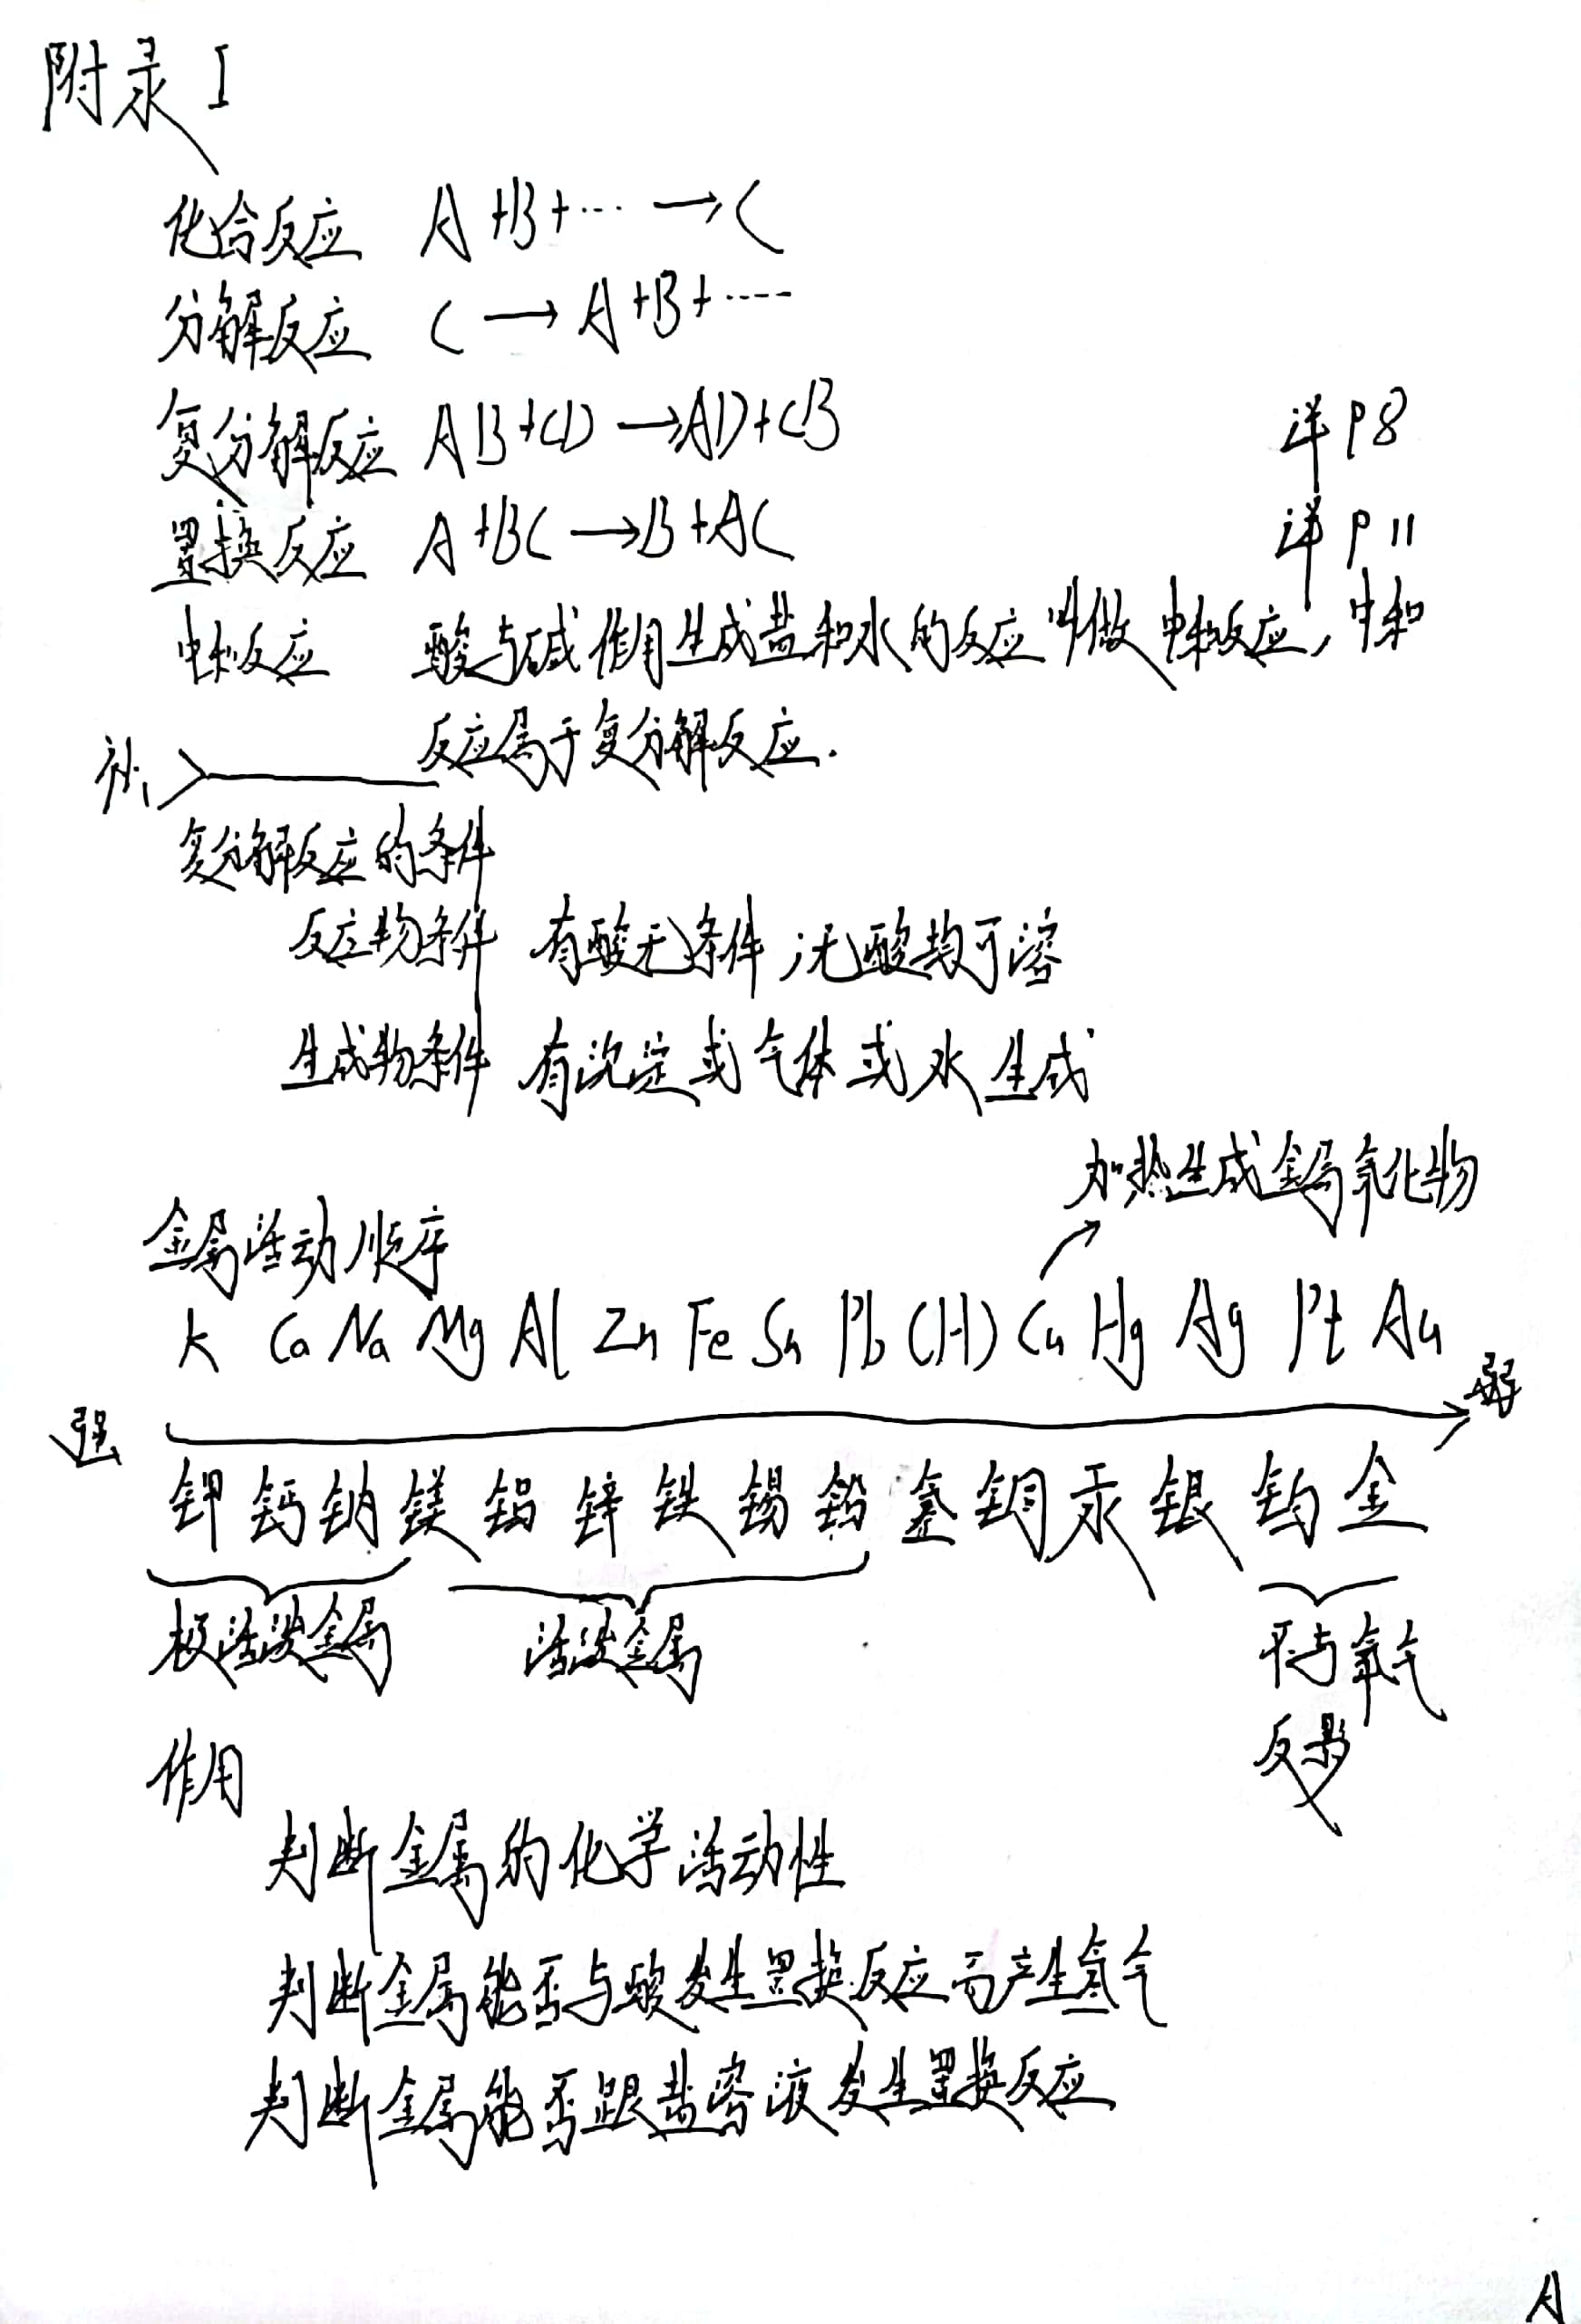 附录 I
化合反应 A+B+… → C
分解反应 C → A+B+……
复分解反应 AB+CD → AD+CB 详 P8
置换反应 A+BC → B+AC 详 P11
中和反应 酸与碱作用生成盐和水的反应叫做中和反应,中和
反应属于复分解反应.
补1
复分解反应的条件
反应物条件 有酸无条件;无酸均可溶
生成物条件 有沉淀或气体或水生成
加热生成金属氧化物
金属活动顺序
K Ca Na Mg Al Zn Fe Sn Pb (H) Cu Hg Ag Pt Au
强 弱
钾 钙 钠 镁 铝 锌 铁 锡 铅 氢 铜 汞 银 铂 金
极活泼金属 活泼金属 不与氧气
反应
作用
判断金属的化学活动性
判断金属能否与酸发生置换反应而产生氢气
判断金属能否跟盐溶液发生置换反应
A